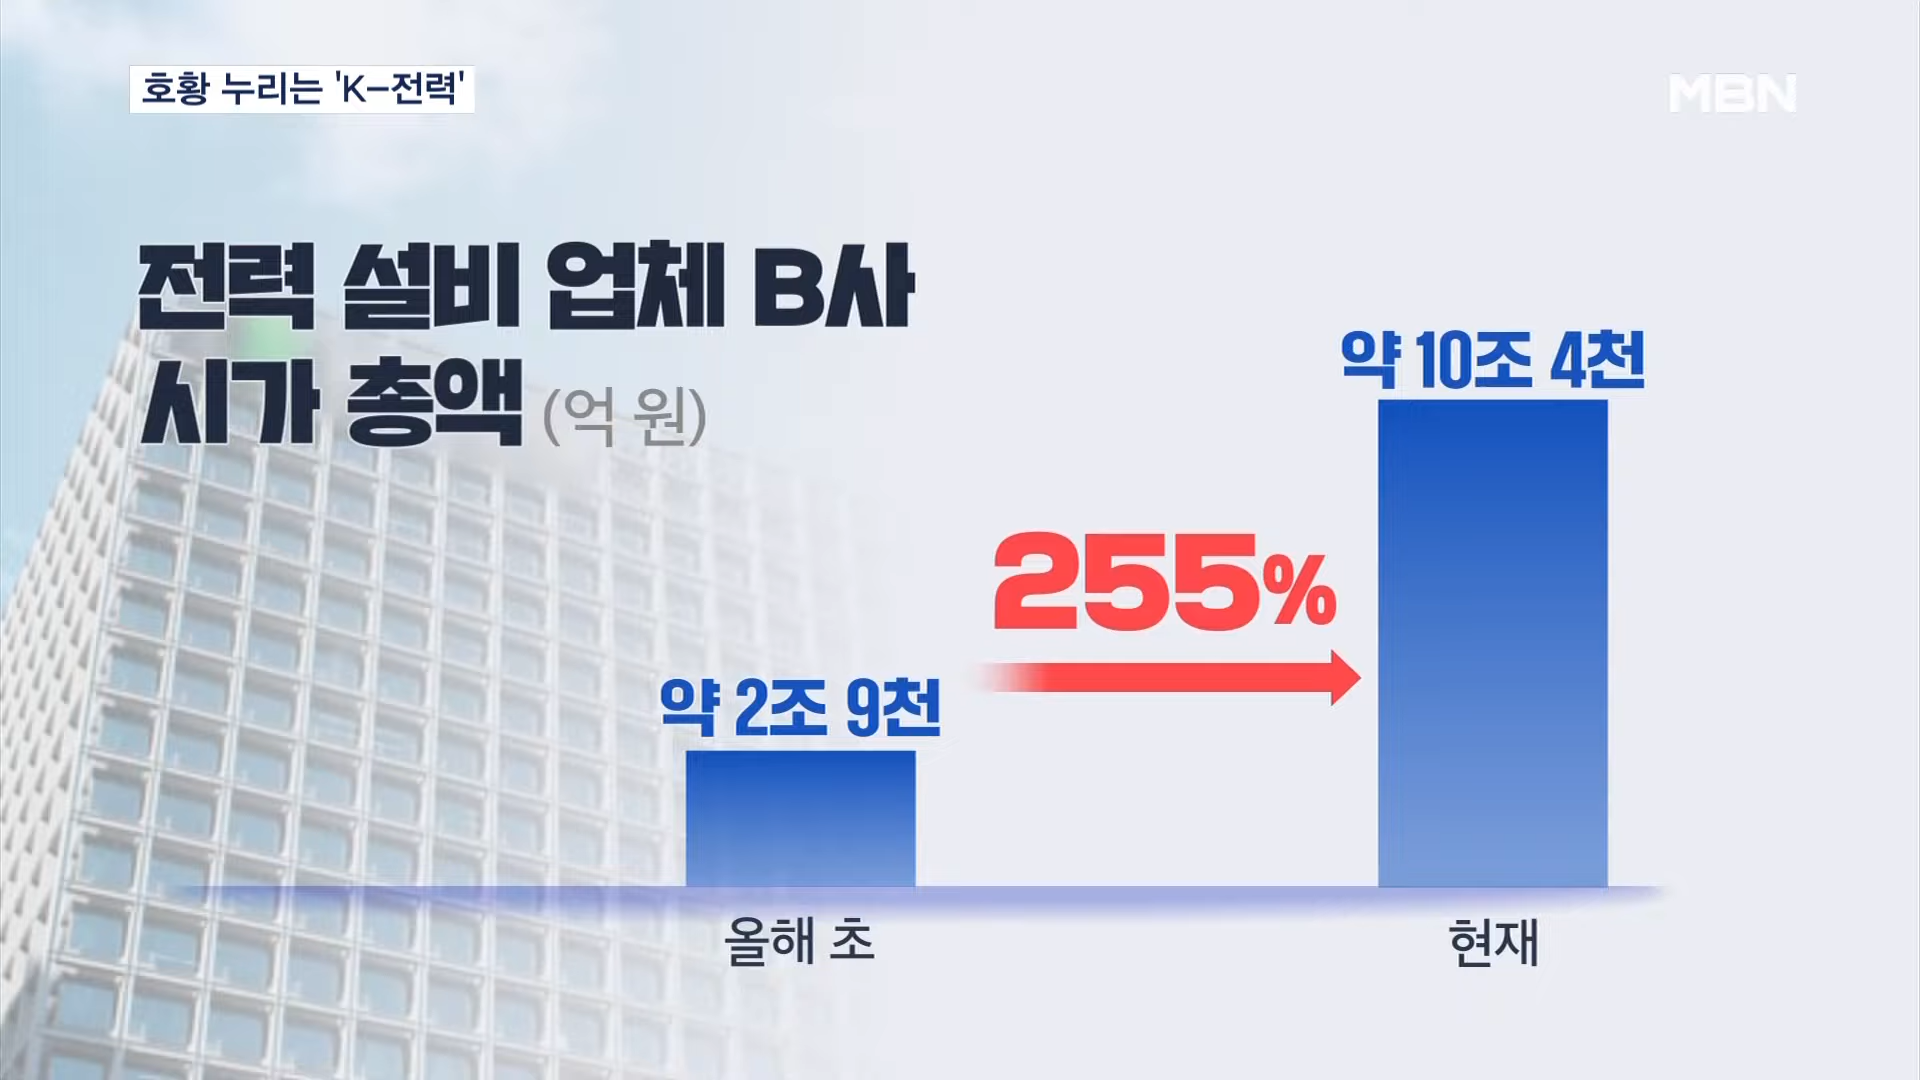 호황 누리는 'K-전력'
MBN
전력 설비 업체 B사
시가 총액 (억 원)
약 10조 4천
255%
약 2조 9천
올해 초
현재